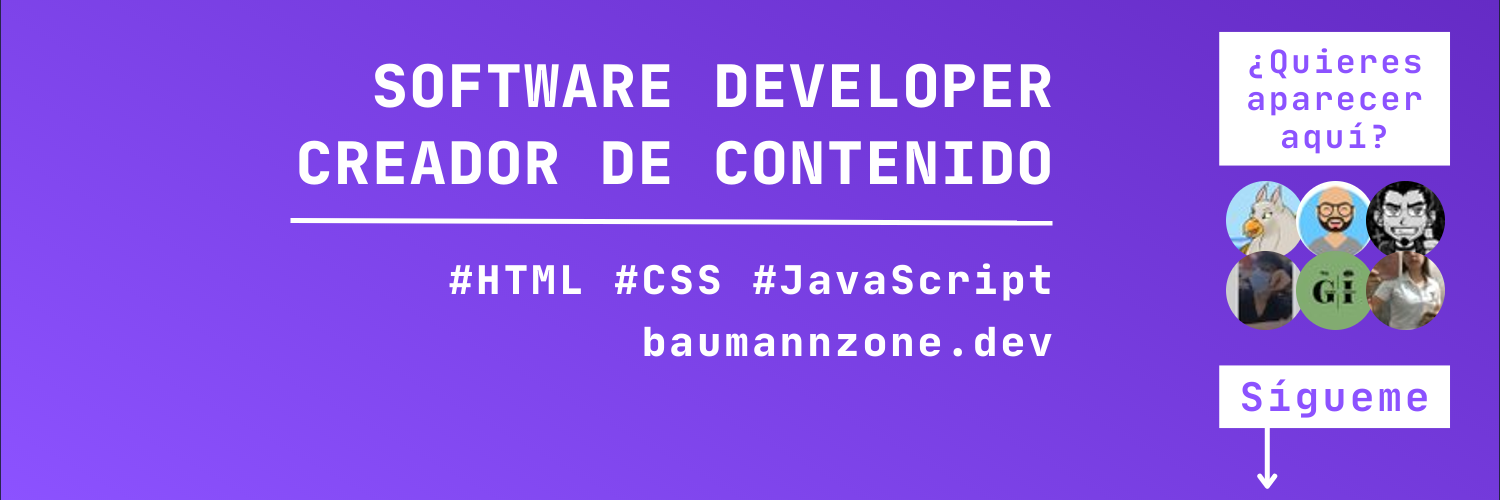 SOFTWARE DEVELOPER
CREADOR DE CONTENIDO
#HTML #CSS #JavaScript
baumannzone.dev
¿Quieres
aparecer
aquí?
G i
Sígueme